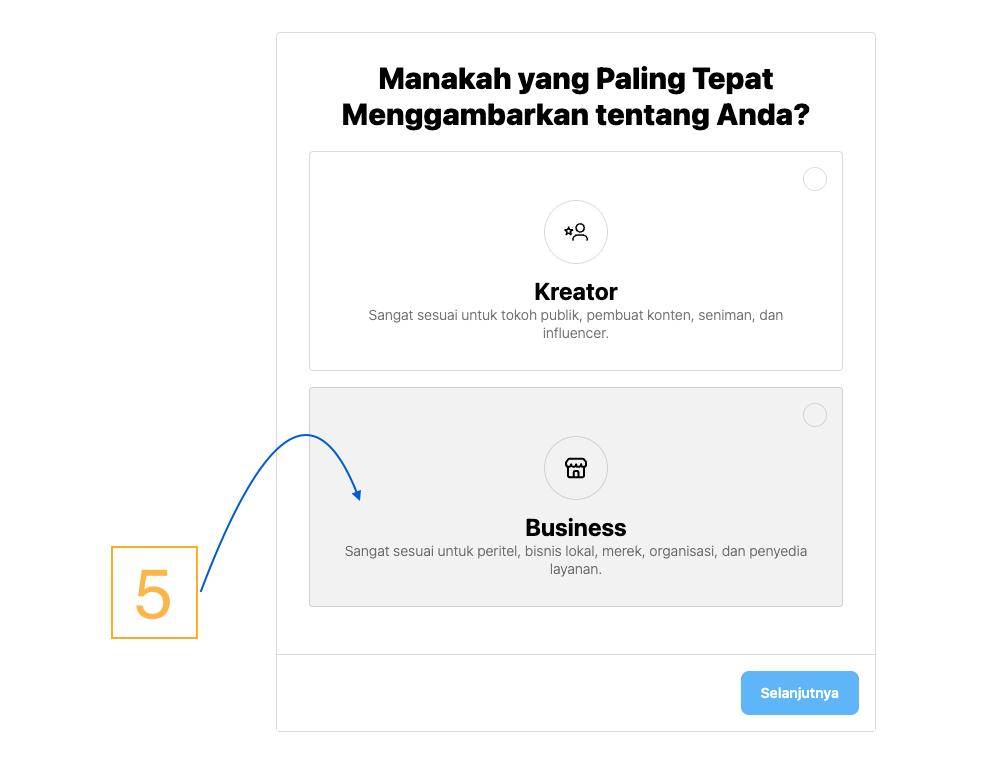 Manakah yang Paling Tepat
Menggambarkan tentang Anda?
Kreator
Sangat sesuai untuk tokoh publik, pembuat konten, seniman, dan
influencer.
Business
Sangat sesuai untuk peritel, bisnis lokal, merek, organisasi, dan penyedia
layanan.
5
Selanjutnya